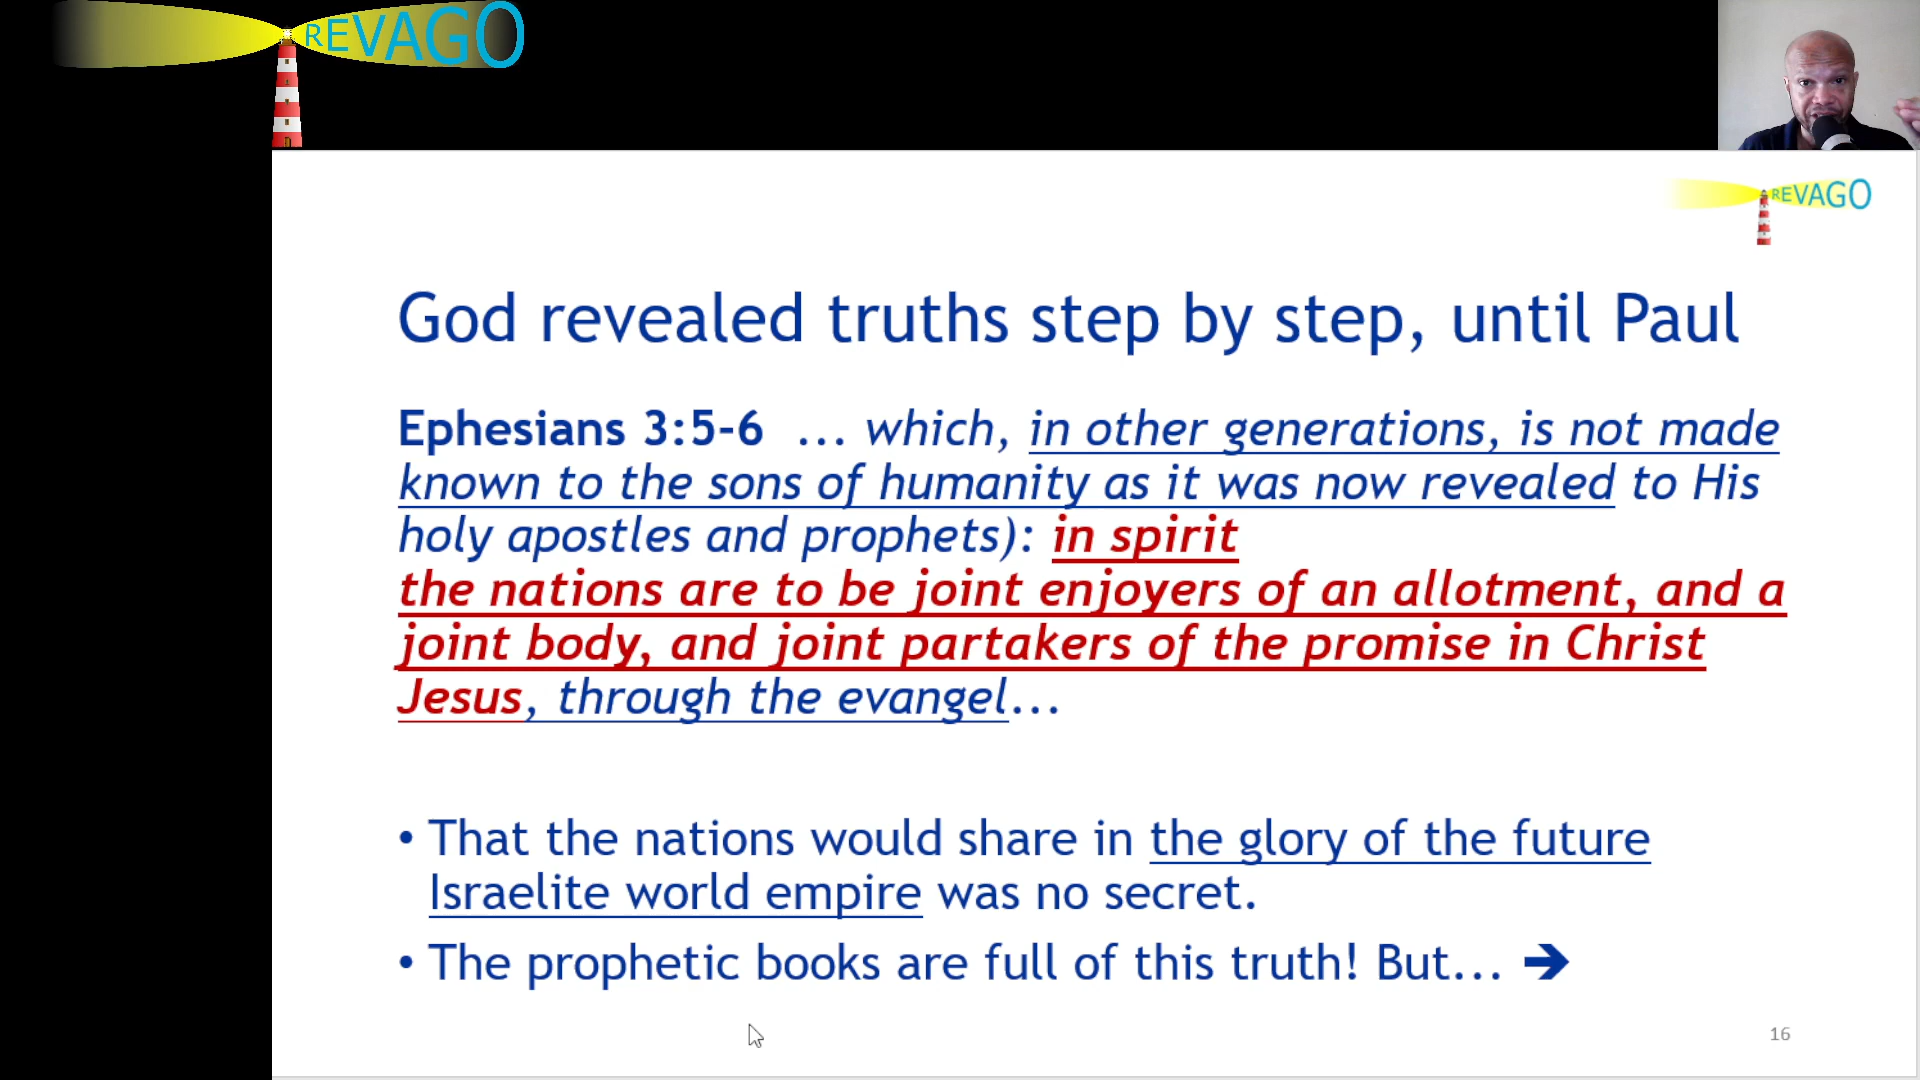 REVAGO
REVAGO
God revealed truths step by step, until Paul
Ephesians 3:5-6 ... which, in other generations, is not made
known to the sons of humanity as it was now revealed to His
holy apostles and prophets): in spirit
the nations are to be joint enjoyers of an allotment, and a
joint body, and joint partakers of the promise in Christ
Jesus, through the evangel...
• That the nations would share in the glory of the future
Israelite world empire was no secret.
• The prophetic books are full of this truth! But... ➔
16